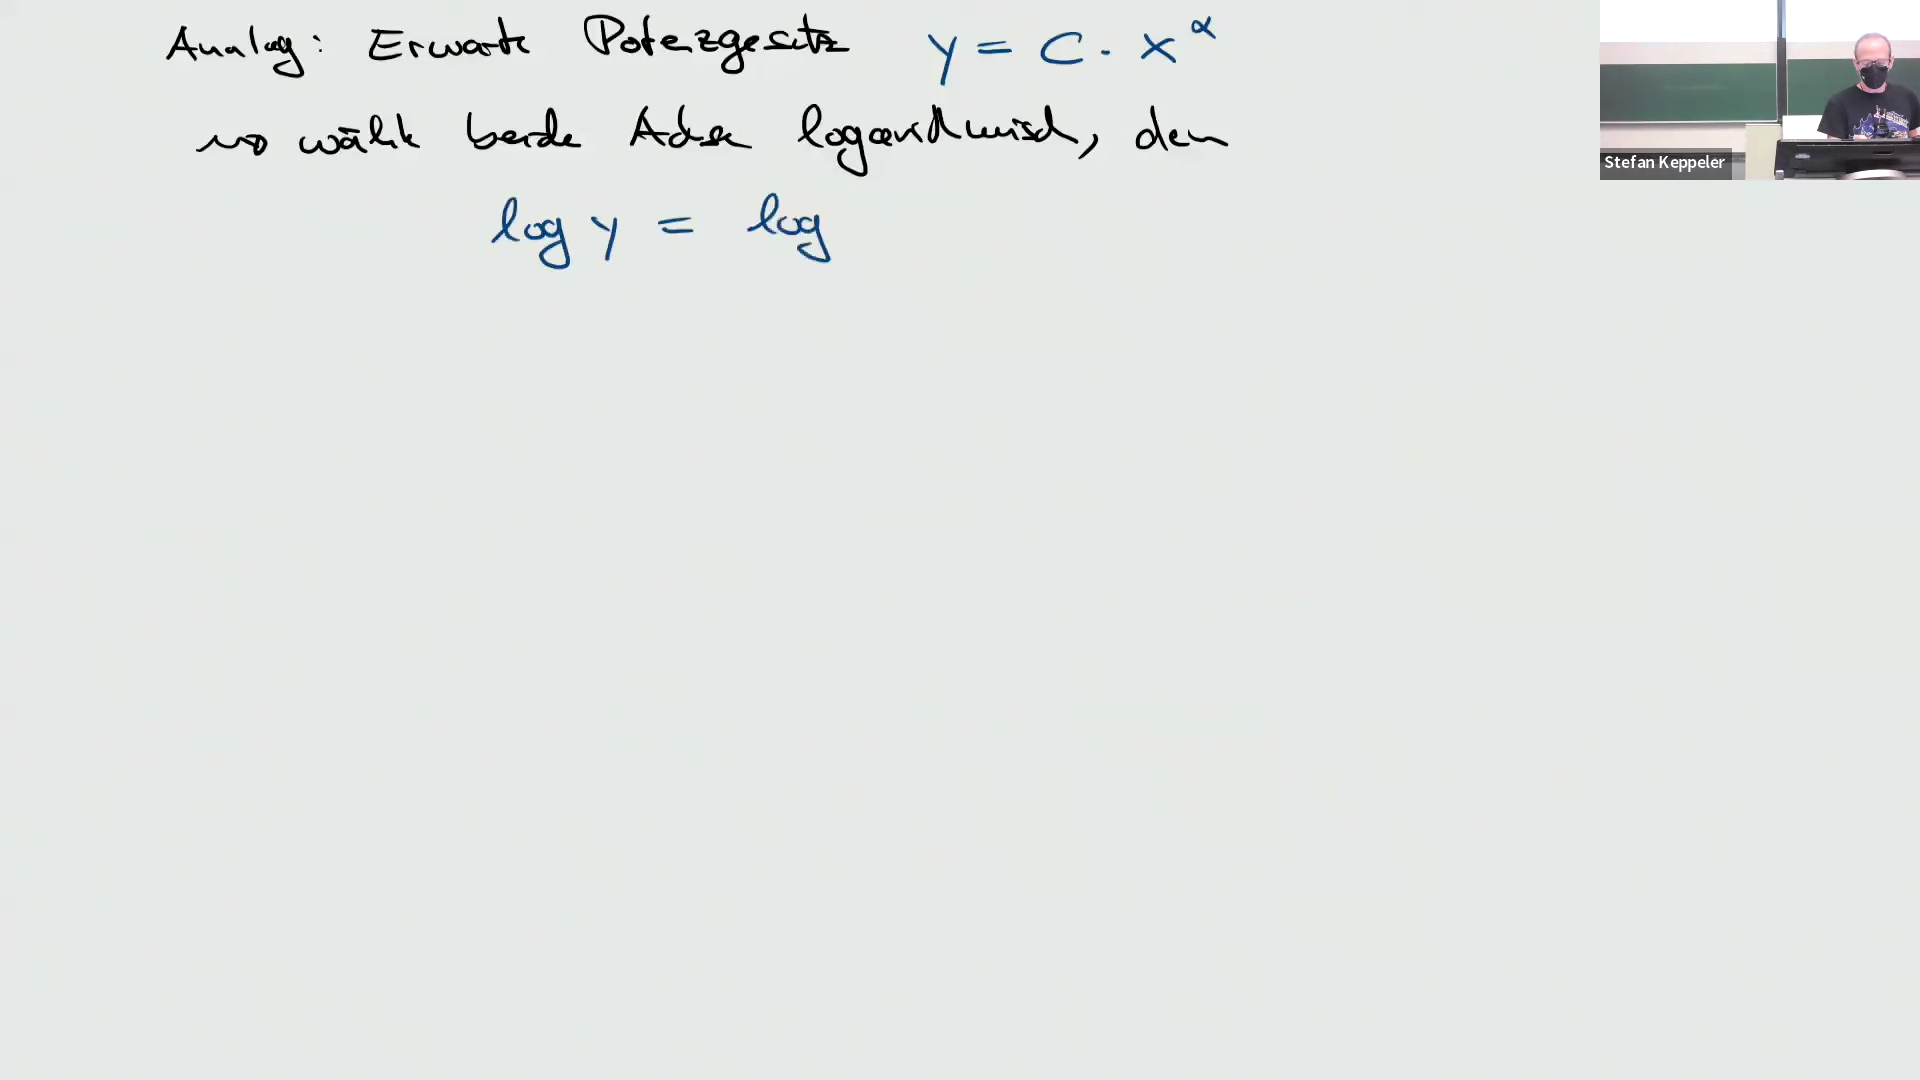 Analog: Erwarte Potenzgesetz y = C · x^α
⇝ wähle beide Achsen logarithmisch, denn
log y = log
Stefan Keppeler